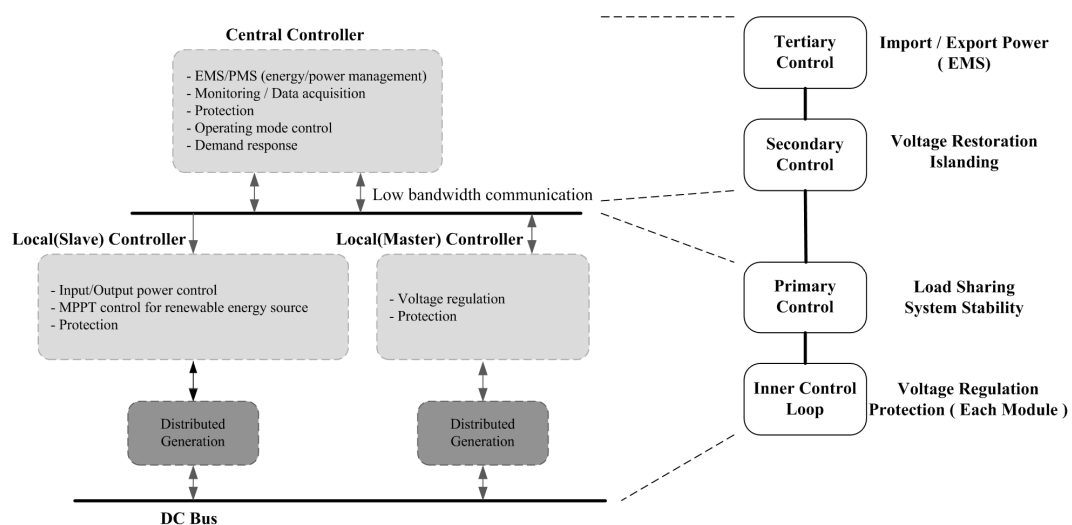 Central Controller
- EMS/PMS (energy/power management)
- Monitoring / Data acquisition
- Protection
- Operating mode control
- Demand response
Low bandwidth communication
Local(Slave) Controller
- Input/Output power control
- MPPT control for renewable energy source
- Protection
Local(Master) Controller
- Voltage regulation
- Protection
Distributed
Generation
Distributed
Generation
DC Bus
Tertiary
Control
Import / Export Power
( EMS)
Secondary
Control
Voltage Restoration
Islanding
Primary
Control
Load Sharing
System Stability
Inner Control
Loop
Voltage Regulation
Protection ( Each Module )